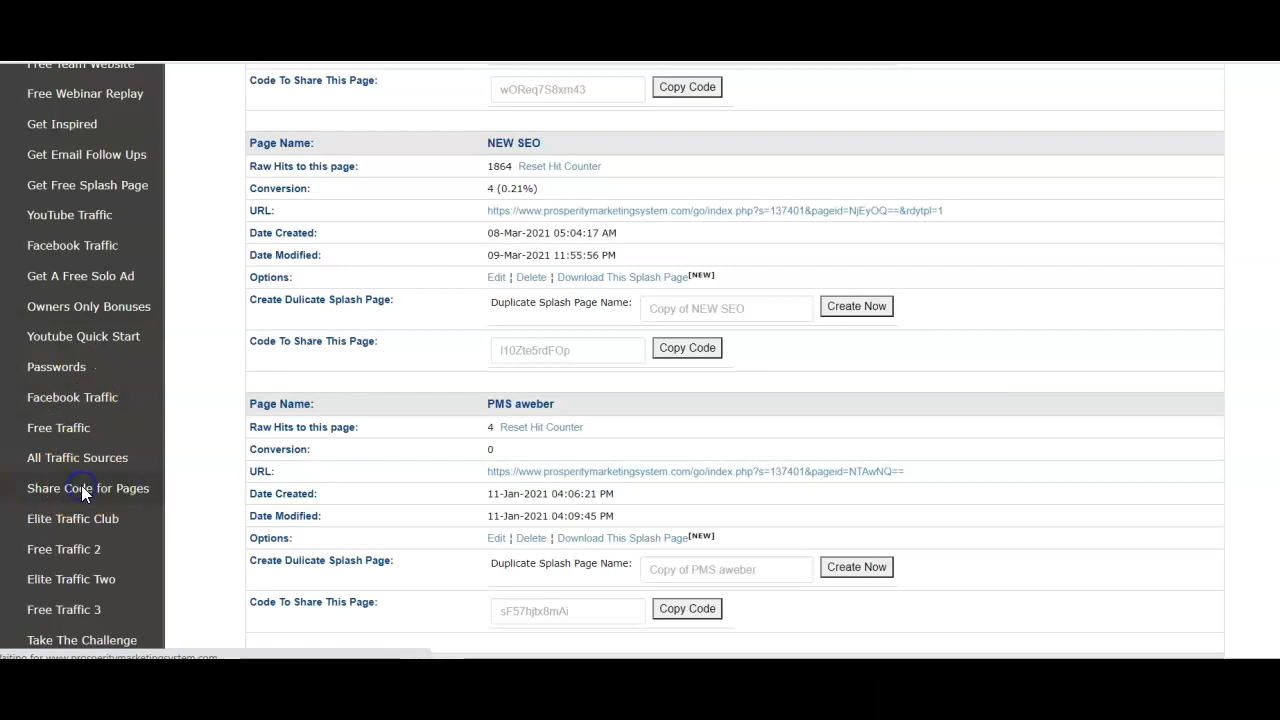 Free Team Website
Free Webinar Replay
Get Inspired
Get Email Follow Ups
Get Free Splash Page
YouTube Traffic
Facebook Traffic
Get A Free Solo Ad
Owners Only Bonuses
Youtube Quick Start
Passwords
Facebook Traffic
Free Traffic
All Traffic Sources
Share Code for Pages
Elite Traffic Club
Free Traffic 2
Elite Traffic Two
Free Traffic 3
Take The Challenge
Code To Share This Page: wOReq7S8xm43 Copy Code
Page Name: NEW SEO
Raw Hits to this page: 1864 Reset Hit Counter
Conversion: 4 (0.21%)
URL: https://www.prosperitymarketingsystem.com/go/index.php?s=137401&pageid=NjEyOQ==&rdytpl=1
Date Created: 08-Mar-2021 05:04:17 AM
Date Modified: 09-Mar-2021 11:55:56 PM
Options: Edit ¦ Delete ¦ Download This Splash Page[NEW]
Create Dulicate Splash Page: Duplicate Splash Page Name: Copy of NEW SEO Create Now
Code To Share This Page: l10Zte5rdFOp Copy Code
Page Name: PMS aweber
Raw Hits to this page: 4 Reset Hit Counter
Conversion: 0
URL: https://www.prosperitymarketingsystem.com/go/index.php?s=137401&pageid=NTAwNQ==
Date Created: 11-Jan-2021 04:06:21 PM
Date Modified: 11-Jan-2021 04:09:45 PM
Options: Edit ¦ Delete ¦ Download This Splash Page[NEW]
Create Dulicate Splash Page: Duplicate Splash Page Name: Copy of PMS aweber Create Now
Code To Share This Page: sF57hjtx8mAi Copy Code
Waiting for www.prosperitymarketingsystem.com